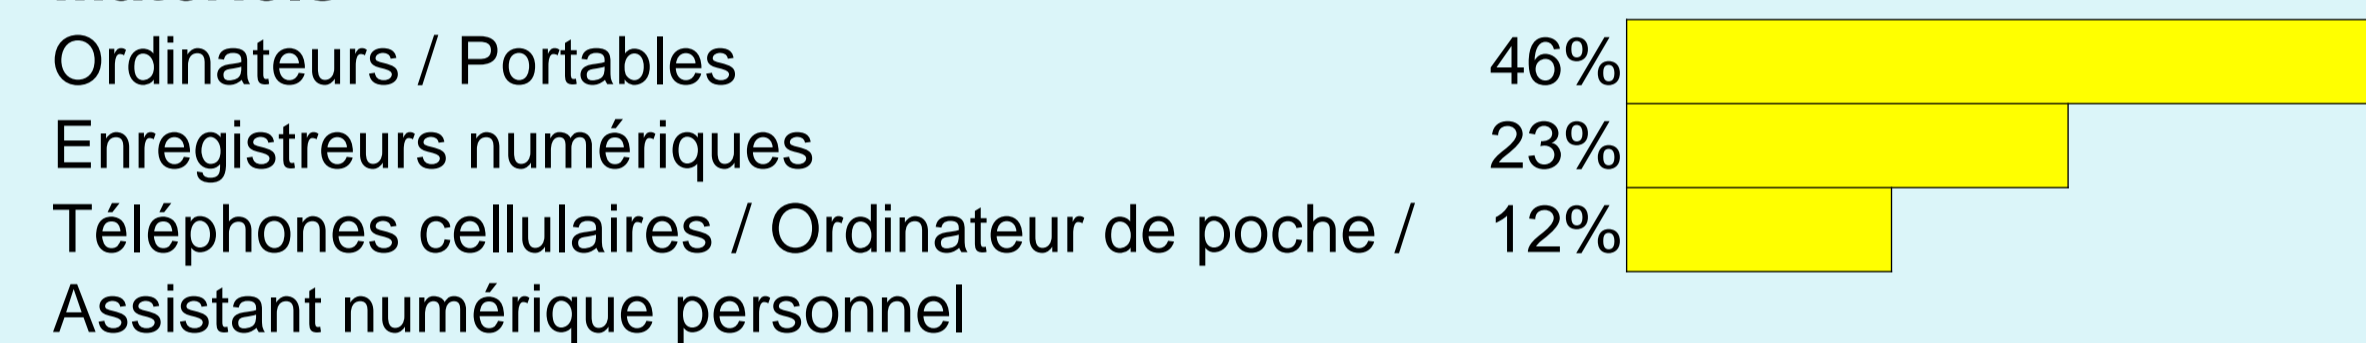 Ordinateurs / Portables 46%
Enregistreurs numériques 23%
Téléphones cellulaires / Ordinateur de poche / 12%
Assistant numérique personnel